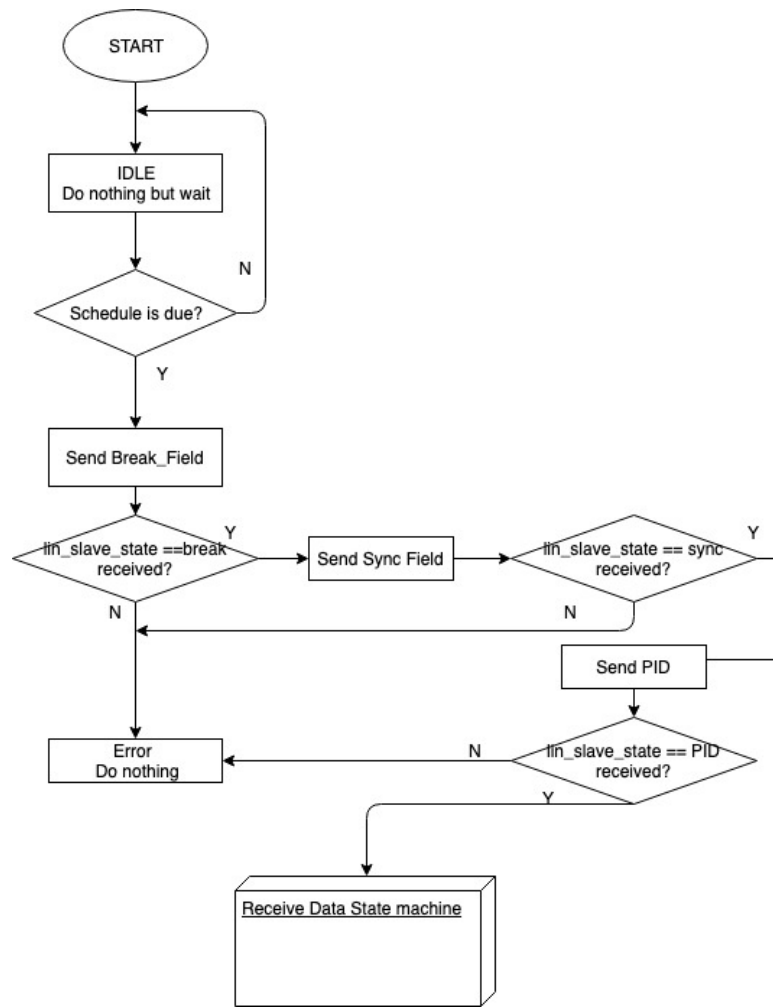 START
IDLE
Do nothing but wait
N
Schedule is due?
Y
Send Break_Field
lin_slave_state ==break
received?
Y
Send Sync Field
lin_slave_state == sync
received?
Y
N
N
Send PID
Error
Do nothing
N
lin_slave_state == PID
received?
Y
Receive Data State machine